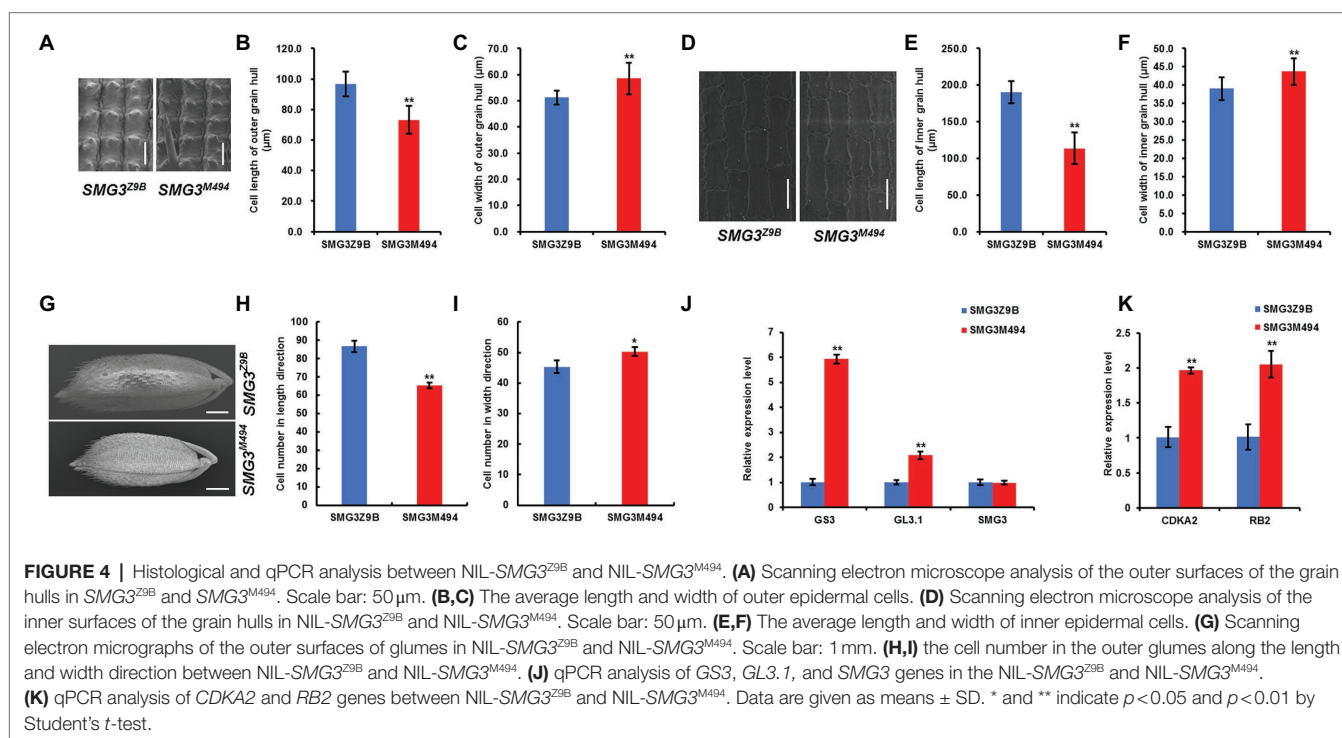 A
SMG3Z9B SMG3M494
B
Cell length of outer grain hull
(μm)
120.0
100.0
80.0
60.0
40.0
20.0
0.0
**
SMG3Z9B SMG3M494
C
Cell width of outer grain hull (μm)
70.0
60.0
50.0
40.0
30.0
20.0
10.0
0.0
**
SMG3Z9B SMG3M494
D
SMG3Z9B SMG3M494
E
Cell length of inner grain hull
(μm)
250.0
200.0
150.0
100.0
50.0
0.0
**
SMG3Z9B SMG3M494
F
Cell width of inner grain hull (μm)
50.0
45.0
40.0
35.0
30.0
25.0
20.0
15.0
10.0
5.0
0.0
**
SMG3Z9B SMG3M494
G
SMG3Z9B
SMG3M494
H
Cell number in length direction
100
90
80
70
60
50
40
30
20
10
0
**
SMG3Z9B SMG3M494
I
Cell number in width direction
60
50
40
30
20
10
0
*
SMG3Z9B SMG3M494
J
SMG3Z9B
SMG3M494
Relative expression level
7
6
5
4
3
2
1
0
**
**
GS3 GL3.1 SMG3
K
SMG3Z9B
SMG3M494
Relative expression level
2.5
2
1.5
1
0.5
0
**
**
CDKA2 RB2
FIGURE 4 | Histological and qPCR analysis between NIL-SMG3Z9B and NIL-SMG3M494. (A) Scanning electron microscope analysis of the outer surfaces of the grain
hulls in SMG3Z9B and SMG3M494. Scale bar: 50 μm. (B,C) The average length and width of outer epidermal cells. (D) Scanning electron microscope analysis of the
inner surfaces of the grain hulls in NIL-SMG3Z9B and NIL-SMG3M494. Scale bar: 50 μm. (E,F) The average length and width of inner epidermal cells. (G) Scanning
electron micrographs of the outer surfaces of glumes in NIL-SMG3Z9B and NIL-SMG3M494. Scale bar: 1 mm. (H,I) the cell number in the outer glumes along the length
and width direction between NIL-SMG3Z9B and NIL-SMG3M494. (J) qPCR analysis of GS3, GL3.1, and SMG3 genes in the NIL-SMG3Z9B and NIL-SMG3M494.
(K) qPCR analysis of CDKA2 and RB2 genes between NIL-SMG3Z9B and NIL-SMG3M494. Data are given as means ± SD. * and ** indicate p < 0.05 and p < 0.01 by
Student's t-test.